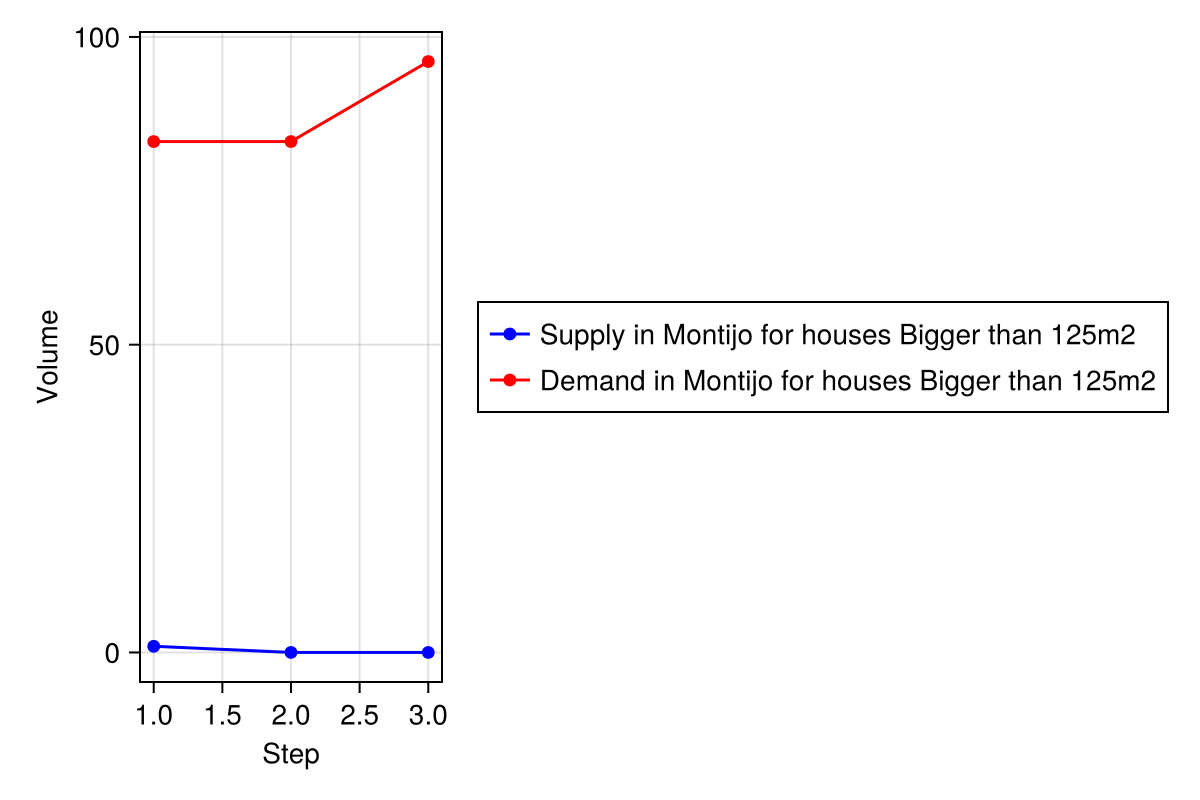 100
50
0
Volume
1.0 1.5 2.0 2.5 3.0
Step
Supply in Montijo for houses Bigger than 125m2
Demand in Montijo for houses Bigger than 125m2